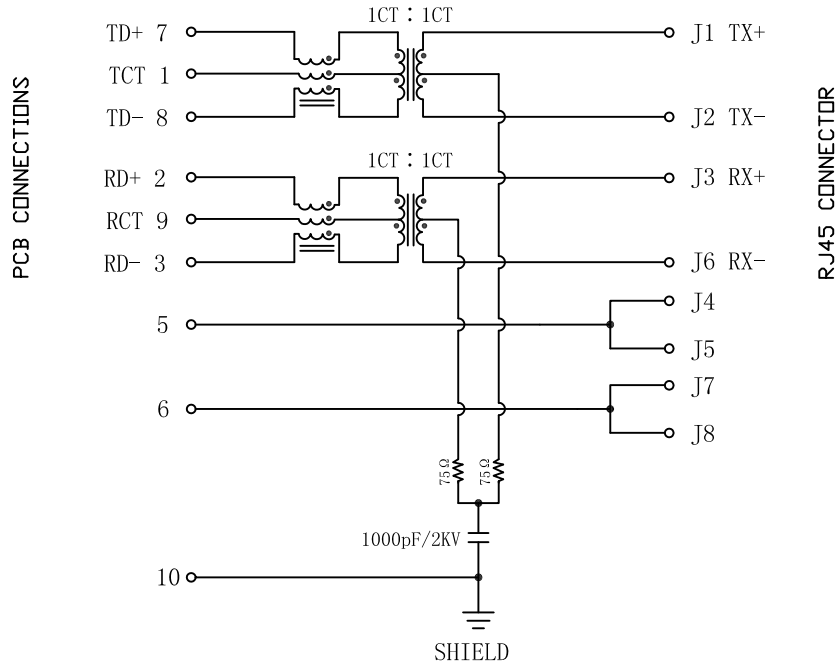 1CT : 1CT
TD+ 7
J1 TX+
TCT 1
TD- 8
J2 TX-
1CT : 1CT
RD+ 2
J3 RX+
RCT 9
RD- 3
J6 RX-
J4
5
J5
J7
6
J8
75Ω
75Ω
1000pF/2KV
10
SHIELD
PCB CONNECTIONS
RJ45 CONNECTOR